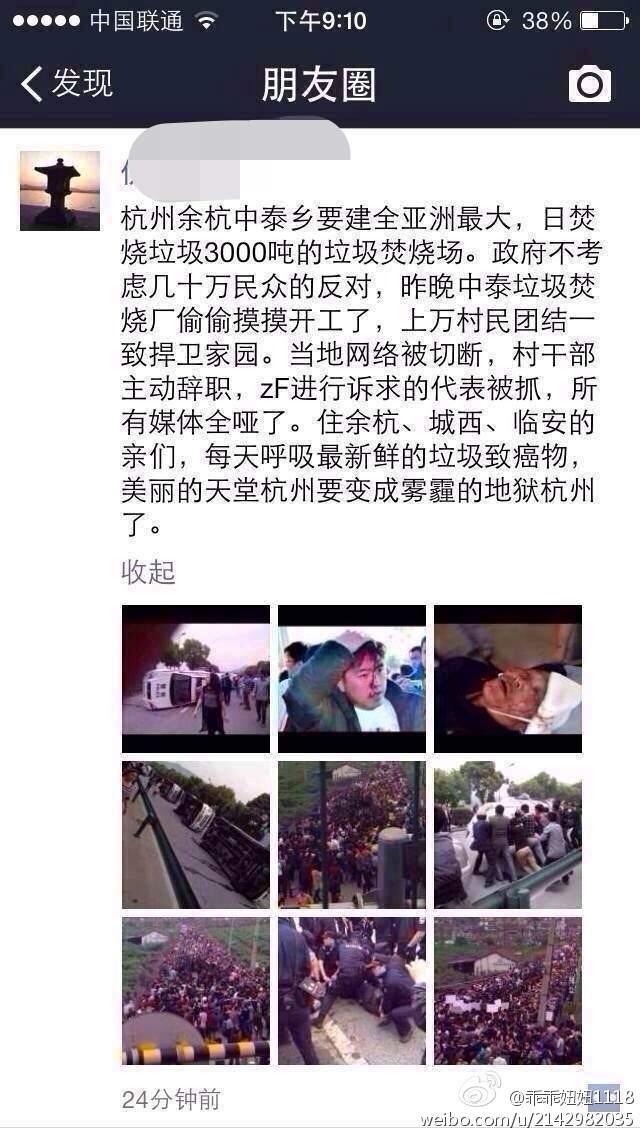 中国联通 下午9:10 38%
发现 朋友圈
杭州余杭中泰乡要建全亚洲最大，日焚
烧垃圾3000吨的垃圾焚烧场。政府不考
虑几十万民众的反对，昨晚中泰垃圾焚
烧厂偷偷摸摸开工了，上万村民团结一
致捍卫家园。当地网络被切断，村干部
主动辞职，zF进行诉求的代表被抓，所
有媒体全哑了。住余杭、城西、临安的
亲们，每天呼吸最新鲜的垃圾致癌物，
美丽的天堂杭州要变成雾霾的地狱杭州
了。
收起
24分钟前
@乖乖妞妞1118
weibo.com/u/2142982035